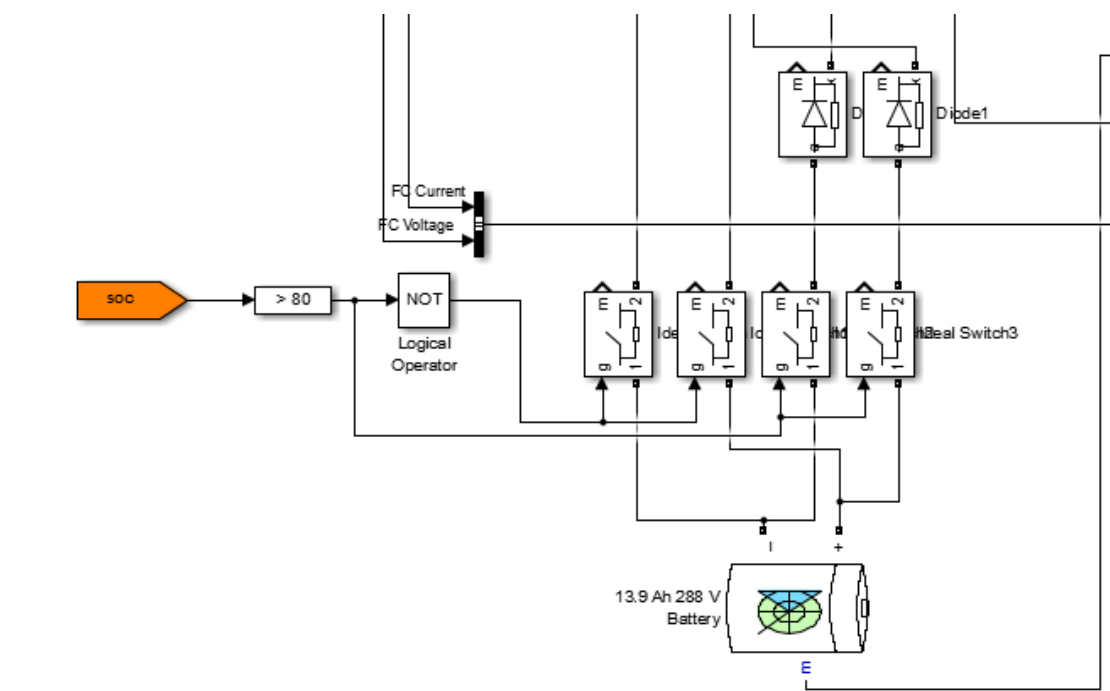 m
k
m
k
a
a
D
Diode1
FC Current
FC Voltage
soc
> 80
NOT
Logical
Operator
m
2
m
2
m
2
m
2
Ideal Switch3
g
1
g
1
g
1
g
1
+
13.9 Ah 288 V
Battery
m